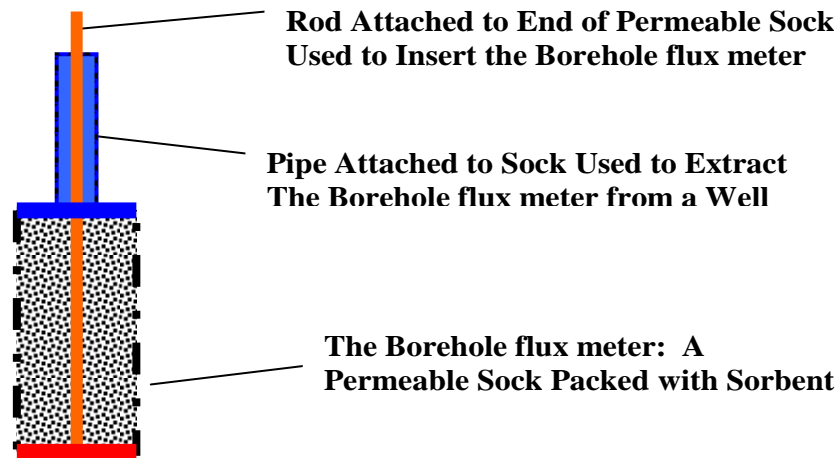 Rod Attached to End of Permeable Sock
Used to Insert the Borehole flux meter
Pipe Attached to Sock Used to Extract
The Borehole flux meter from a Well
The Borehole flux meter: A
Permeable Sock Packed with Sorbent